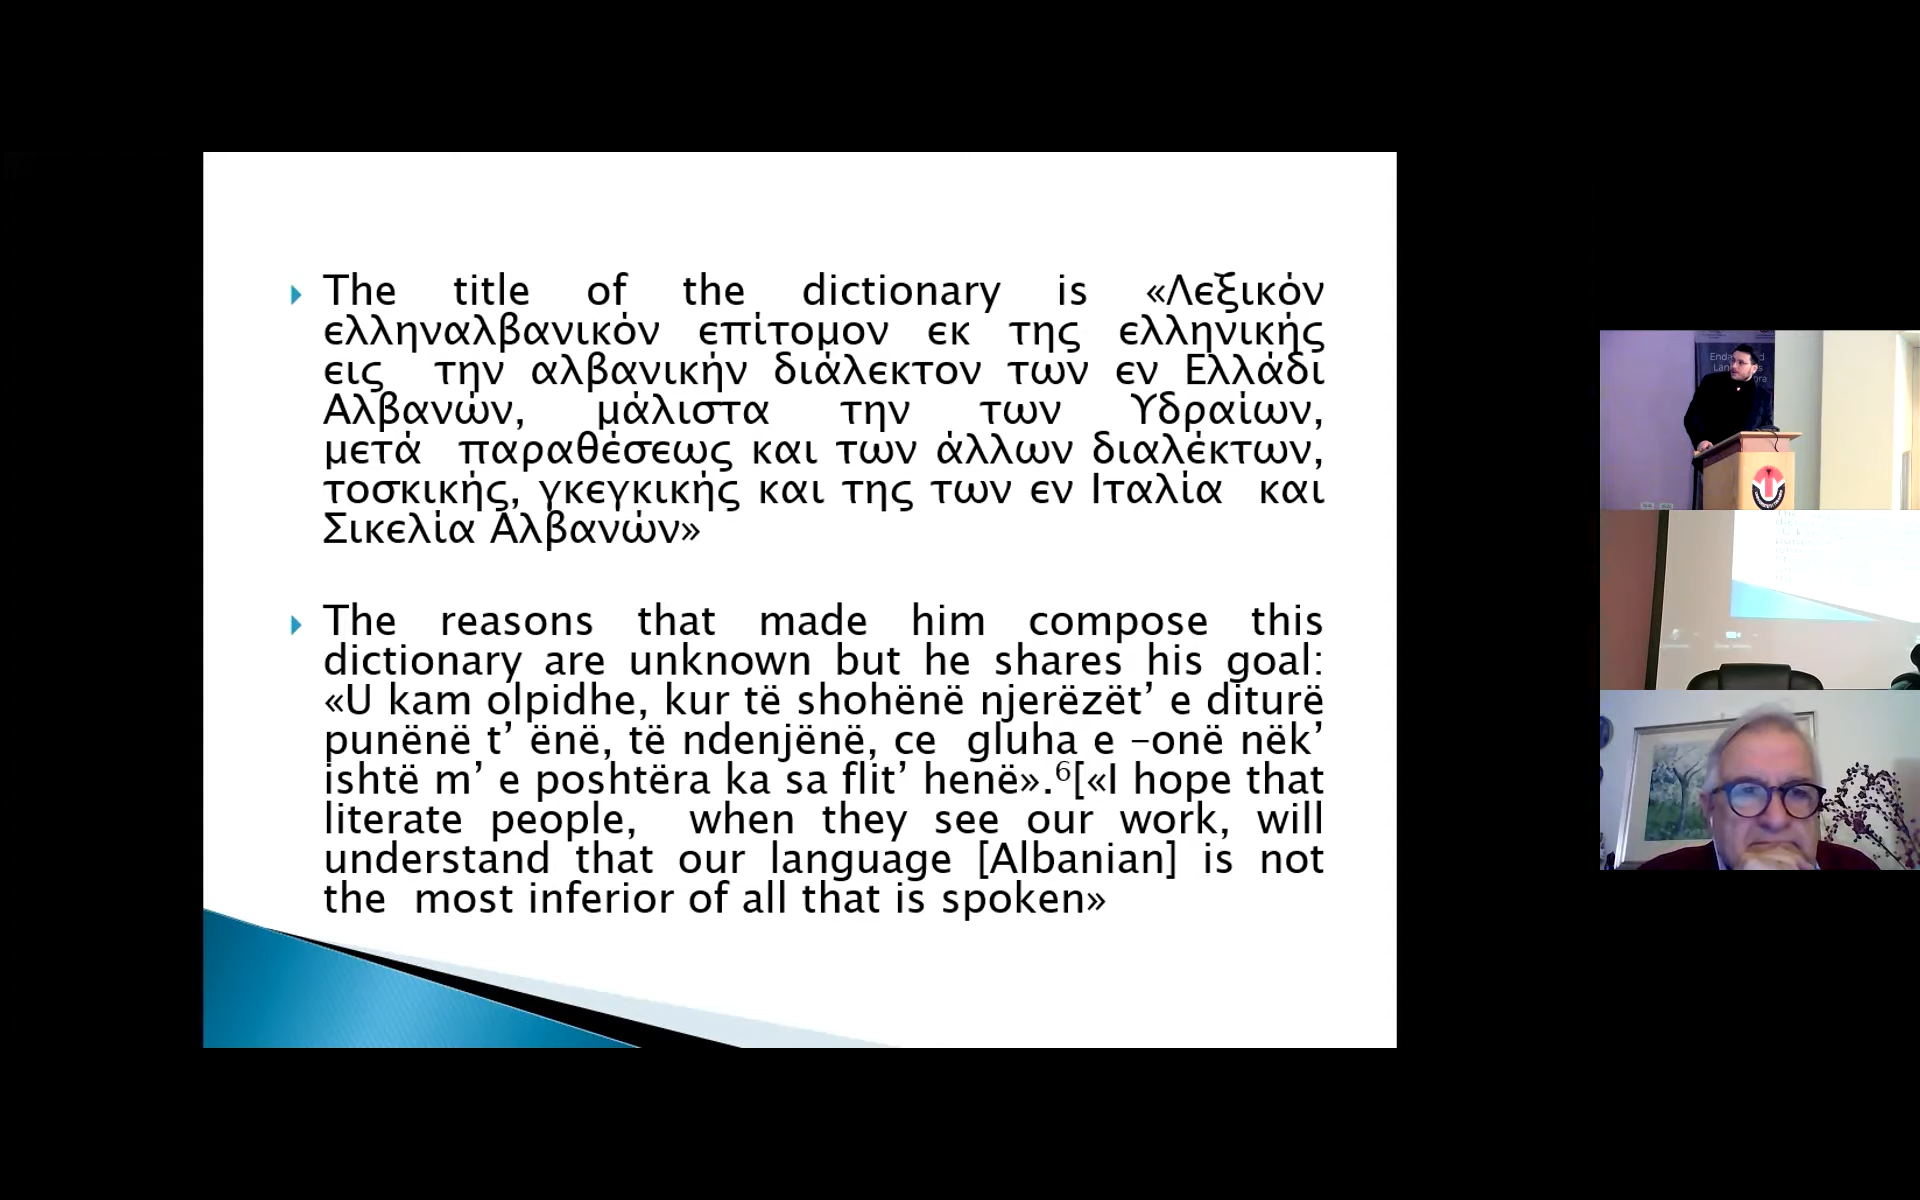 The title of the dictionary is «Λεξικόν
ελληναλβανικόν επίτομον εκ της ελληνικής
εις την αλβανικήν διάλεκτον των εν Ελλάδι
Αλβανών, μάλιστα την των Υδραίων,
μετά παραθέσεως και των άλλων διαλέκτων,
τοσκικής, γκεγκικής και της των εν Ιταλία και
Σικελία Αλβανών»
The reasons that made him compose this
dictionary are unknown but he shares his goal:
«U kam olpidhe, kur të shohënë njerëzët’ e diturë
punënë t’ ënë, të ndenjënë, ce gluha e –onë nëk’
ishtë m’ e poshtëra ka sa flit’ henë».⁶[«I hope that
literate people, when they see our work, will
understand that our language [Albanian] is not
the most inferior of all that is spoken»